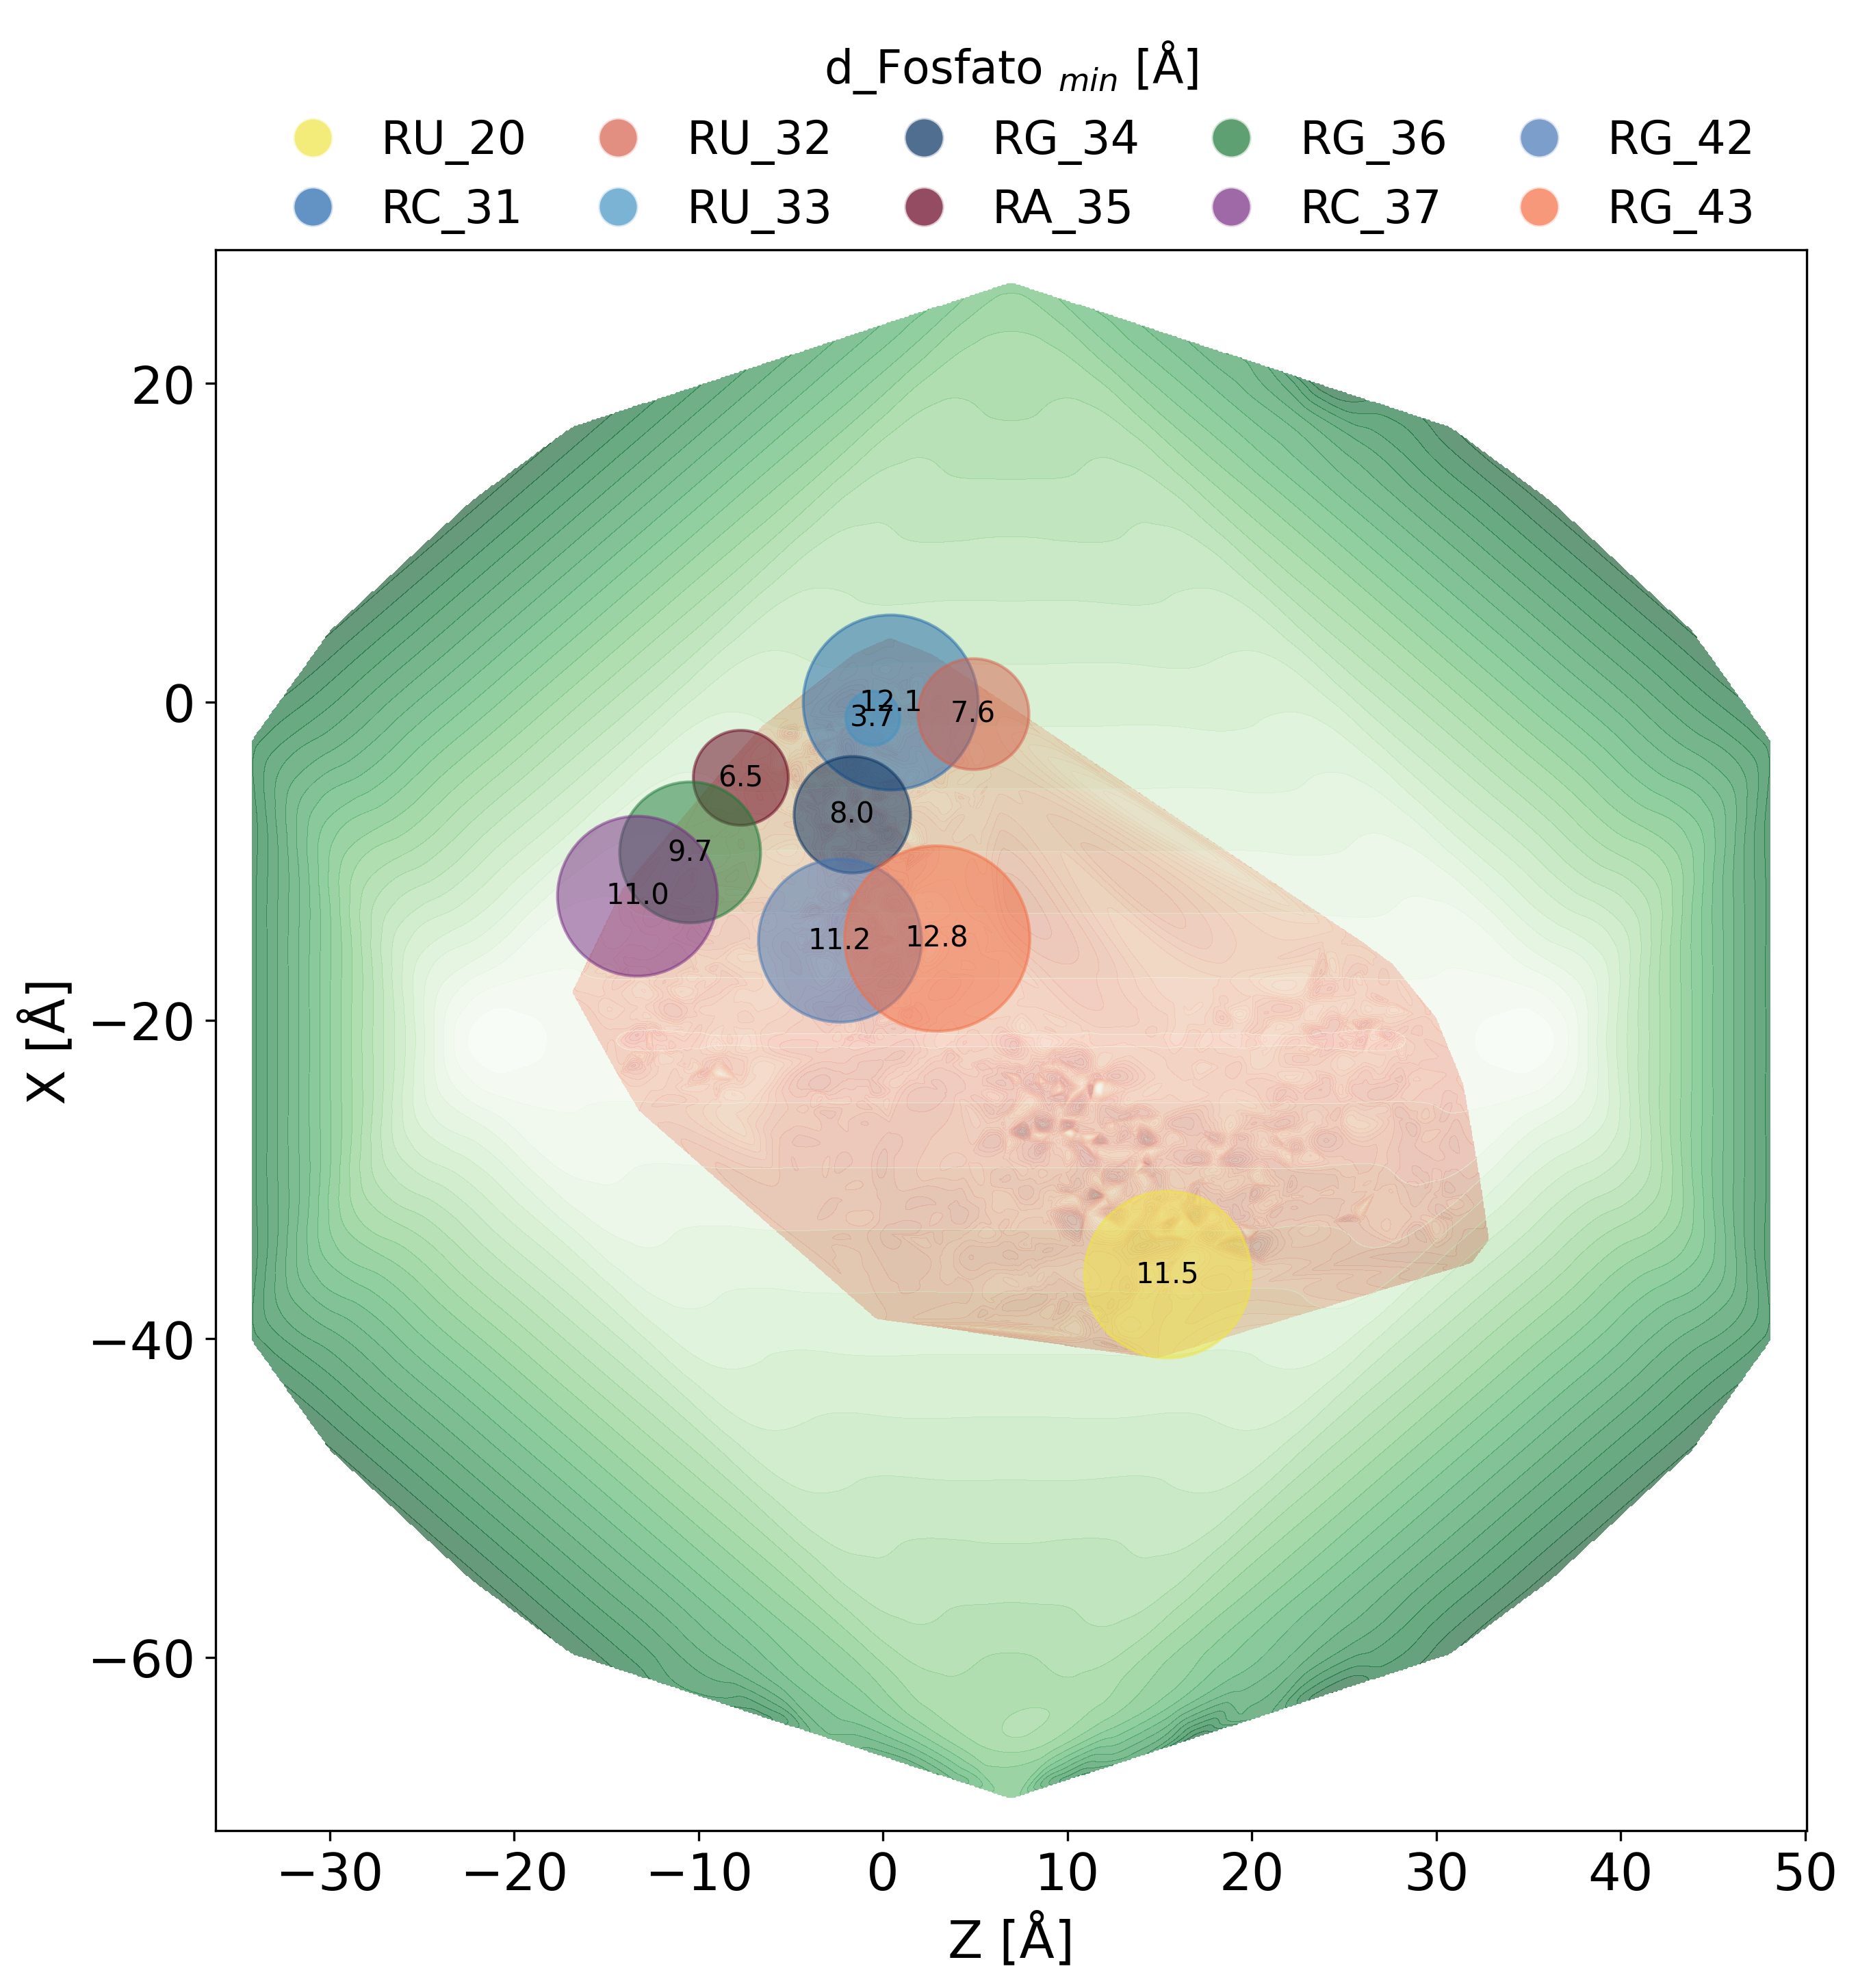 d_Fosfato min [Å]
RU_20 RU_32 RG_34 RG_36 RG_42
RC_31 RU_33 RA_35 RC_37 RG_43
20
0
−20
−40
−60
X [Å]
12.1
3.7
7.6
6.5
8.0
9.7
11.0
11.2
12.8
11.5
−30 −20 −10 0 10 20 30 40 50
Z [Å]